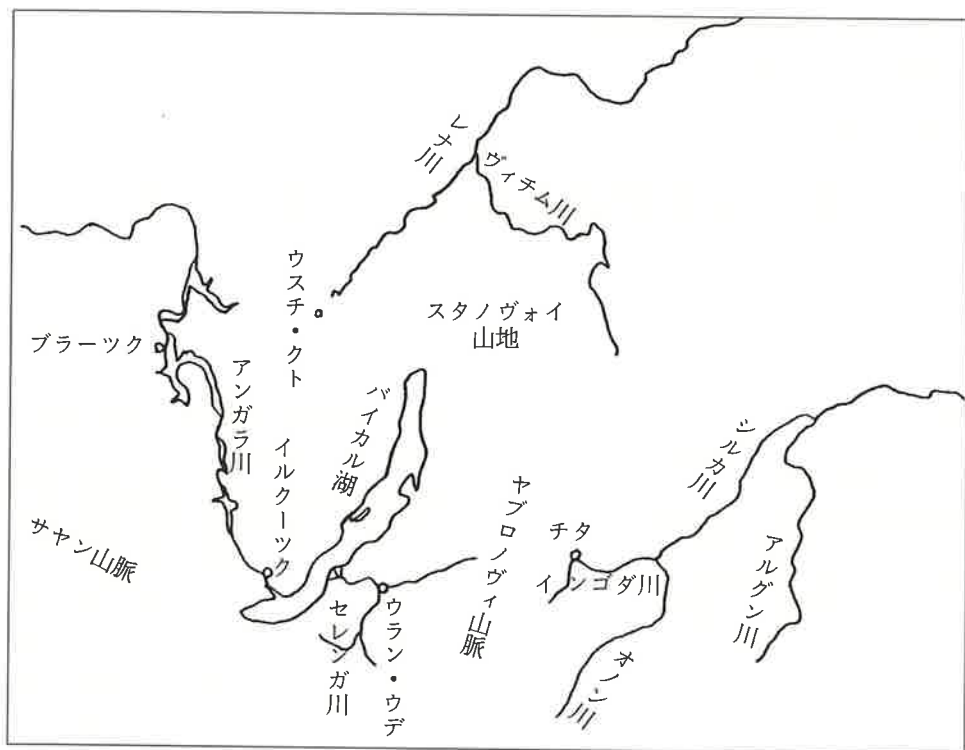 レナ川
ヴィチム川
ウスチ・クト
スタノヴォイ
山地
ブラーツク
アンガラ川
バイカル湖
イルクーツク
シルカ川
ヤブロノヴィ山脈
チタ
アルグン川
サヤン山脈
インゴダ川
セレンガ川
ウラン・ウデ
オノン川